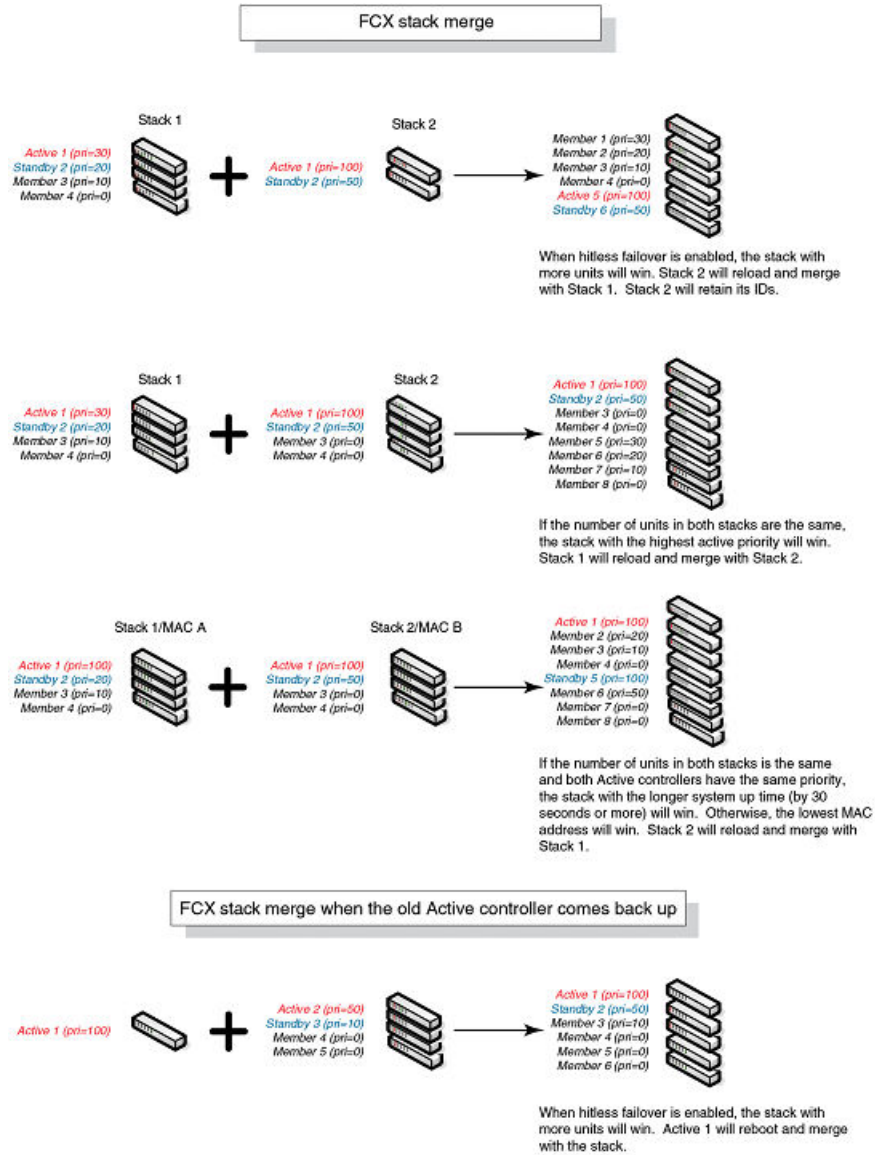 FCX stack merge
Stack 1
Active 1 (pri=30)
Standby 2 (pri=20)
Member 3 (pri=10)
Member 4 (pri=0)
Stack 2
Active 1 (pri=100)
Standby 2 (pri=50)
Member 1 (pri=30)
Member 2 (pri=20)
Member 3 (pri=10)
Member 4 (pri=0)
Active 5 (pri=100)
Standby 6 (pri=50)
When hitless failover is enabled, the stack with
more units will win. Stack 2 will reload and merge
with Stack 1. Stack 2 will retain its IDs.
Stack 1
Active 1 (pri=30)
Standby 2 (pri=20)
Member 3 (pri=10)
Member 4 (pri=0)
Stack 2
Active 1 (pri=100)
Standby 2 (pri=50)
Member 3 (pri=0)
Member 4 (pri=0)
Active 1 (pri=100)
Standby 2 (pri=50)
Member 3 (pri=0)
Member 4 (pri=0)
Member 5 (pri=30)
Member 6 (pri=20)
Member 7 (pri=10)
Member 8 (pri=0)
If the number of units in both stacks are the same,
the stack with the highest active priority will win.
Stack 1 will reload and merge with Stack 2.
Stack 1/MAC A
Active 1 (pri=100)
Standby 2 (pri=20)
Member 3 (pri=10)
Member 4 (pri=0)
Stack 2/MAC B
Active 1 (pri=100)
Standby 2 (pri=50)
Member 3 (pri=0)
Member 4 (pri=0)
Active 1 (pri=100)
Member 2 (pri=20)
Member 3 (pri=10)
Member 4 (pri=0)
Standby 5 (pri=100)
Member 6 (pri=50)
Member 7 (pri=0)
Member 8 (pri=0)
If the number of units in both stacks is the same
and both Active controllers have the same priority,
the stack with the longer system up time (by 30
seconds or more) will win. Otherwise, the lowest MAC
address will win. Stack 2 will reload and merge with
Stack 1.
FCX stack merge when the old Active controller comes back up
Active 1 (pri=100)
Active 2 (pri=50)
Standby 3 (pri=10)
Member 4 (pri=0)
Member 5 (pri=0)
Active 1 (pri=100)
Standby 2 (pri=50)
Member 3 (pri=10)
Member 4 (pri=0)
Member 5 (pri=0)
Member 6 (pri=0)
When hitless failover is enabled, the stack with
more units will win. Active 1 will reboot and merge
with the stack.